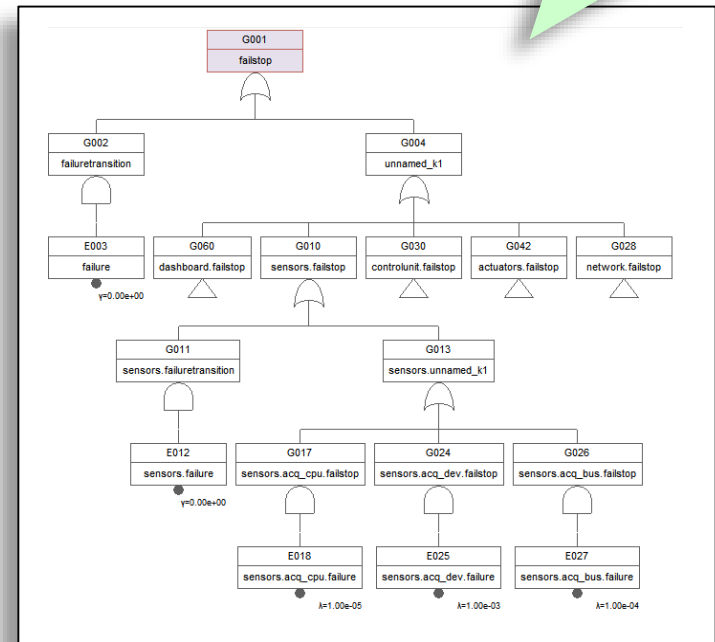 G001
failstop
G002
G004
failuretransition
unnamed_k1
E003
G060
G010
G030
G042
G028
failure
dashboard.failstop
sensors.failstop
controlunit.failstop
actuators.failstop
network.failstop
γ=0.00e+00
G011
G013
sensors.failuretransition
sensors.unnamed_k1
E012
G017
G024
G026
sensors.failure
sensors.acq_cpu.failstop
sensors.acq_dev.failstop
sensors.acq_bus.failstop
γ=0.00e+00
E018
E025
E027
sensors.acq_cpu.failure
sensors.acq_dev.failure
sensors.acq_bus.failure
λ=1.00e-05
λ=1.00e-03
λ=1.00e-04